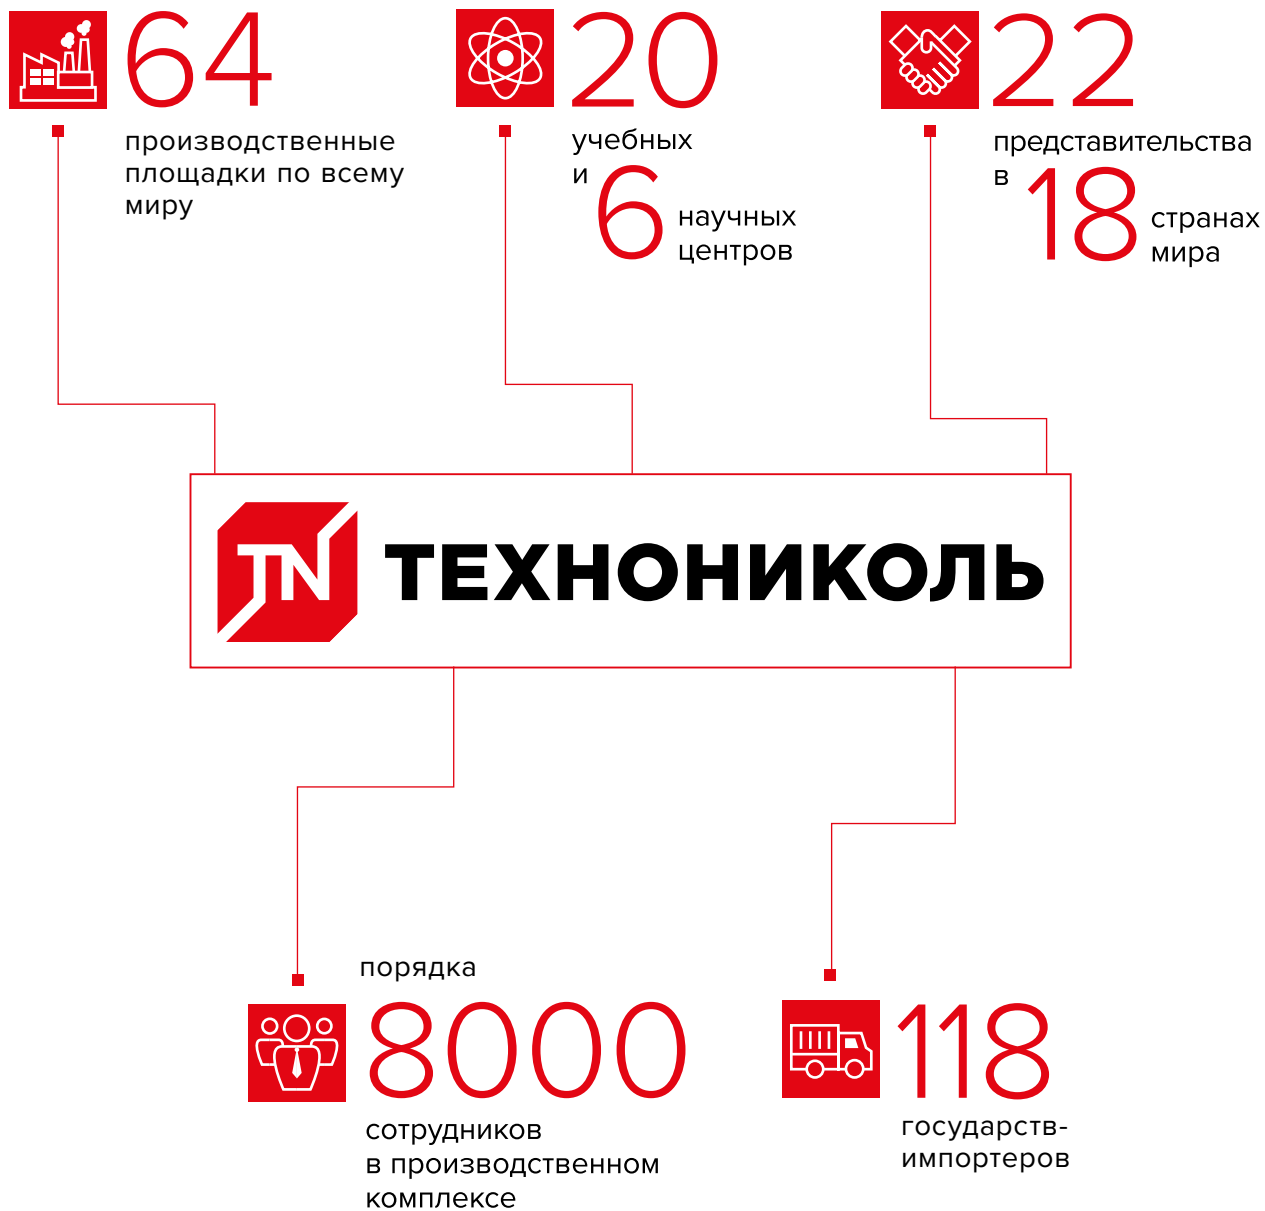 64
производственные
площадки по всему
миру
20
учебных
и 6 научных
центров
22
представительства
в 18 странах
мира
TN ТЕХНОНИКОЛЬ
порядка
8000
сотрудников
в производственном
комплексе
118
государств-
импортеров